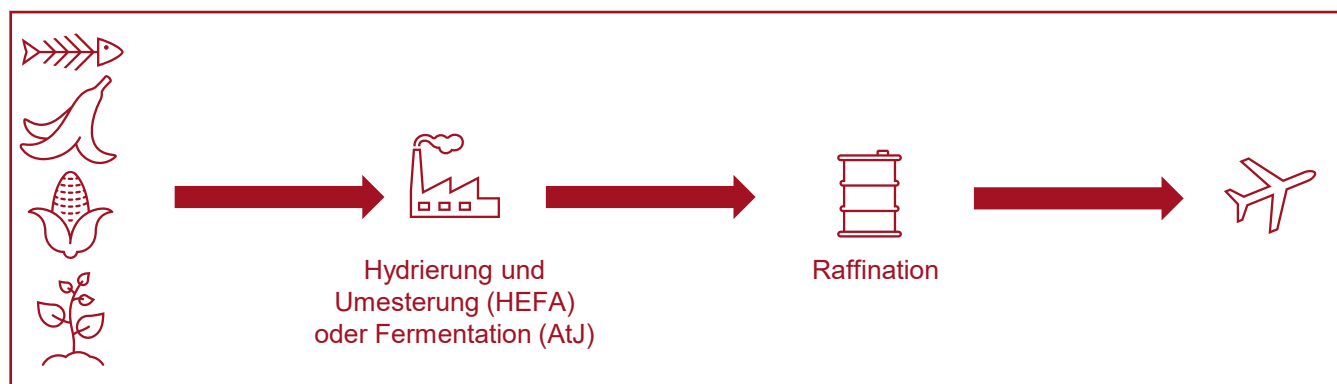 Hydrierung und
Umesterung (HEFA)
oder Fermentation (AtJ)
Raffination